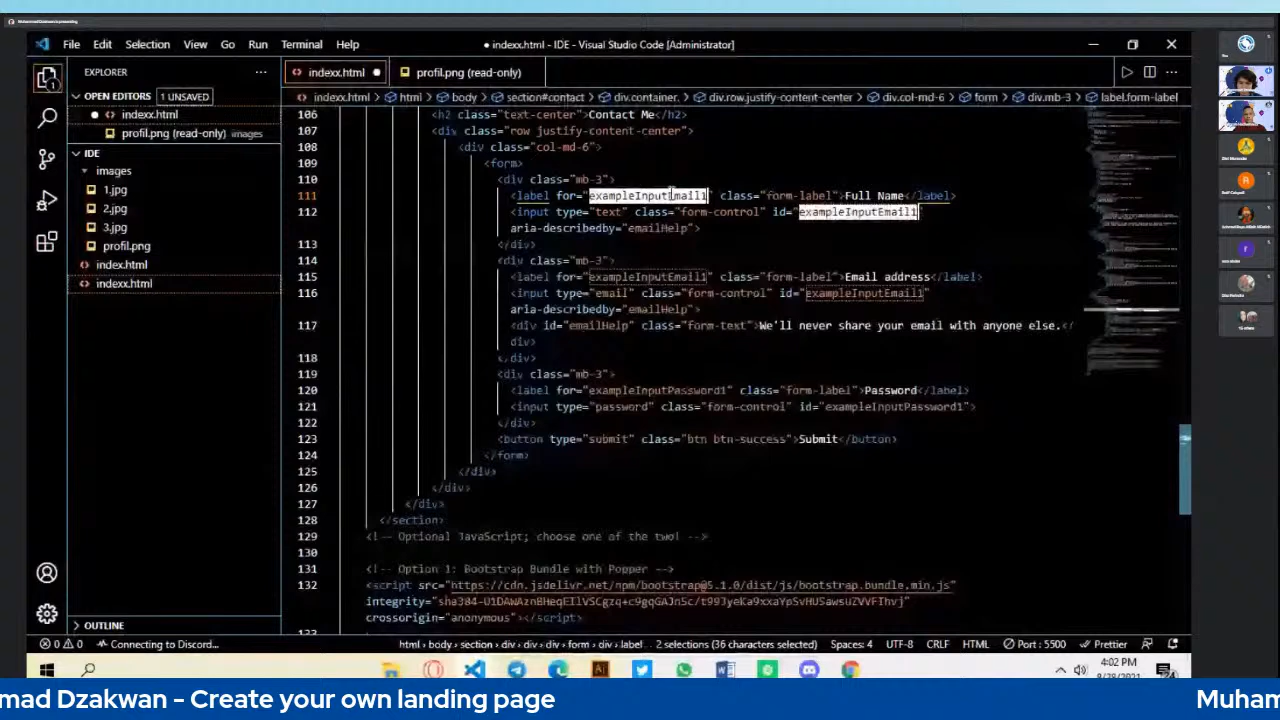 Muhammad Dzakwan is presenting
File Edit Selection View Go Run Terminal Help
● indexx.html - IDE - Visual Studio Code [Administrator]
EXPLORER
indexx.html
profil.png (read-only)
OPEN EDITORS 1 UNSAVED
indexx.html > html > body > section#contact > div.container. > div.row.justify-content-center > div.col-md-6 > form > div.mb-3 > label.form-label
indexx.html
profil.png (read-only) images
IDE
images
1.jpg
2.jpg
3.jpg
profil.png
index.html
indexx.html
OUTLINE
106 <h2 class="text-center">Contact Me</h2>
107 <div class="row justify-content-center">
108 <div class="col-md-6">
109 <form>
110 <div class="mb-3">
111 <label for="exampleInputEmail1" class="form-label">Full Name</label>
112 <input type="text" class="form-control" id="exampleInputEmail1"
aria-describedby="emailHelp">
113 </div>
114 <div class="mb-3">
115 <label for="exampleInputEmail1" class="form-label">Email address</label>
116 <input type="email" class="form-control" id="exampleInputEmail1"
aria-describedby="emailHelp">
117 <div id="emailHelp" class="form-text">We'll never share your email with anyone else.</
div>
118 </div>
119 <div class="mb-3">
120 <label for="exampleInputPassword1" class="form-label">Password</label>
121 <input type="password" class="form-control" id="exampleInputPassword1">
122 </div>
123 <button type="submit" class="btn btn-success">Submit</button>
124 </form>
125 </div>
126 </div>
127 </div>
128 </section>
129 <!-- Optional JavaScript; choose one of the two! -->
130
131 <!-- Option 1: Bootstrap Bundle with Popper -->
132 <script src="https://cdn.jsdelivr.net/npm/bootstrap@5.1.0/dist/js/bootstrap.bundle.min.js"
crossorigin="anonymous"></script>
133
0 0 Connecting to Discord...
html > body > section > div > div > div > form > div > label
2 selections (36 characters selected)
Spaces: 4 UTF-8 CRLF HTML Port : 5500 Prettier
4:02 PM
9/28/2021
mad Dzakwan - Create your own landing page
Muham